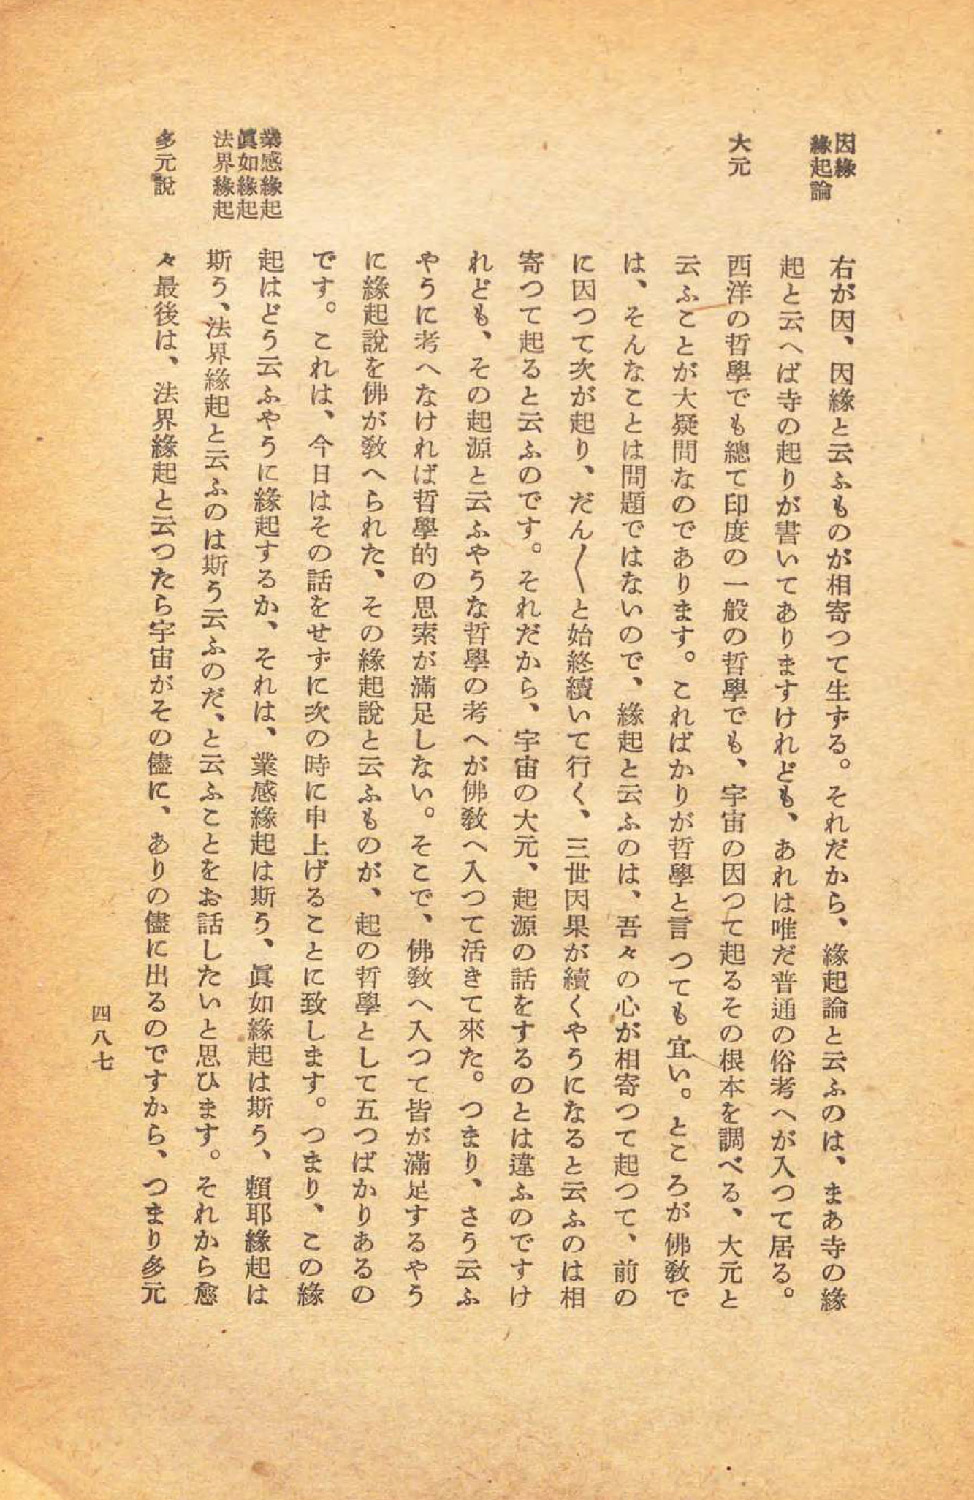 因緣
緣起論
大元
業感緣起
眞如緣起
法界緣起
多元說
右が因、因緣と云ふものが相寄つて生ずる。それだから、緣起論と云ふのは、まあ寺の緣
起と云へば寺の起りが書いてありますけれども、あれは唯だ普通の俗考へが入つて居る。
西洋の哲學でも總て印度の一般の哲學でも、宇宙の因つて起るその根本を調べる、大元と
云ふことが大疑問なのであります。こればかりが哲學と言つても宜い。ところが佛敎で
は、そんなことは問題ではないので、緣起と云ふのは、吾々の心が相寄つて起つて、前の
に因つて次が起り、だん〱と始終續いて行く、三世因果が續くやうになると云ふのは相
寄つて起ると云ふのです。それだから、宇宙の大元、起源の話をするのとは違ふのですけ
れども、その起源と云ふやうな哲學の考へが佛敎へ入つて活きて來た。つまり、さう云ふ
やうに考へなければ哲學的の思索が滿足しない。そこで、佛敎へ入つて皆が滿足するやう
に緣起說を佛が敎へられた、その緣起說と云ふものが、起の哲學として五つばかりあるの
です。これは、今日はその話をせずに次の時に申上げることに致します。つまり、この緣
起はどう云ふやうに緣起するか、それは、業感緣起は斯う、眞如緣起は斯う、賴耶緣起は
斯う、法界緣起と云ふのは斯う云ふのだ、と云ふことをお話したいと思ひます。それから愈
々最後は、法界緣起と云つたら宇宙がその儘に、ありの儘に出るのですから、つまり多元
四八七